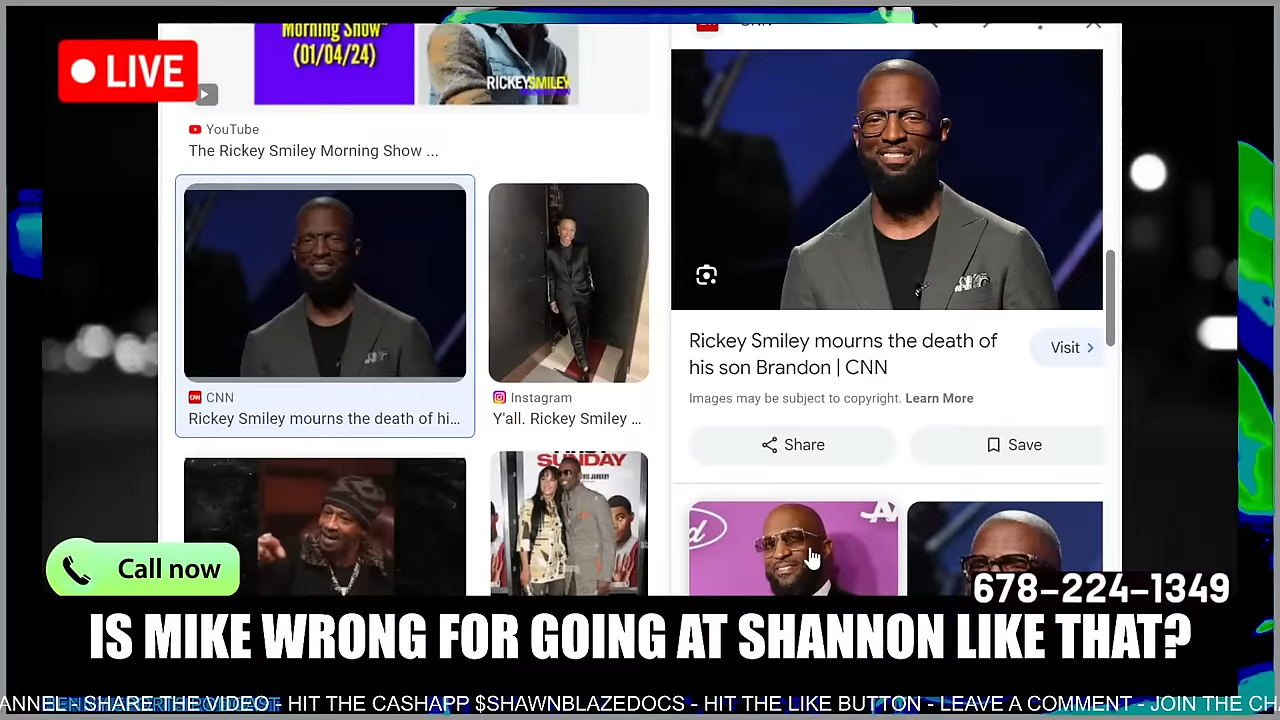 LIVE
Morning Show"
(01/04/24)
RICKEYSMILEY
YouTube
The Rickey Smiley Morning Show ...
CNN
Rickey Smiley mourns the death of hi...
Instagram
Y'all. Rickey Smiley ...
SUNDAY
Rickey Smiley mourns the death of
his son Brandon | CNN
Visit
Images may be subject to copyright. Learn More
Share
Save
Call now
678-224-1349
IS MIKE WRONG FOR GOING AT SHANNON LIKE THAT?
ANNEL - SHARE THE VIDEO - HIT THE CASHAPP $SHAWNBLAZEDOCS - HIT THE LIKE BUTTON - LEAVE A COMMENT - JOIN THE CH